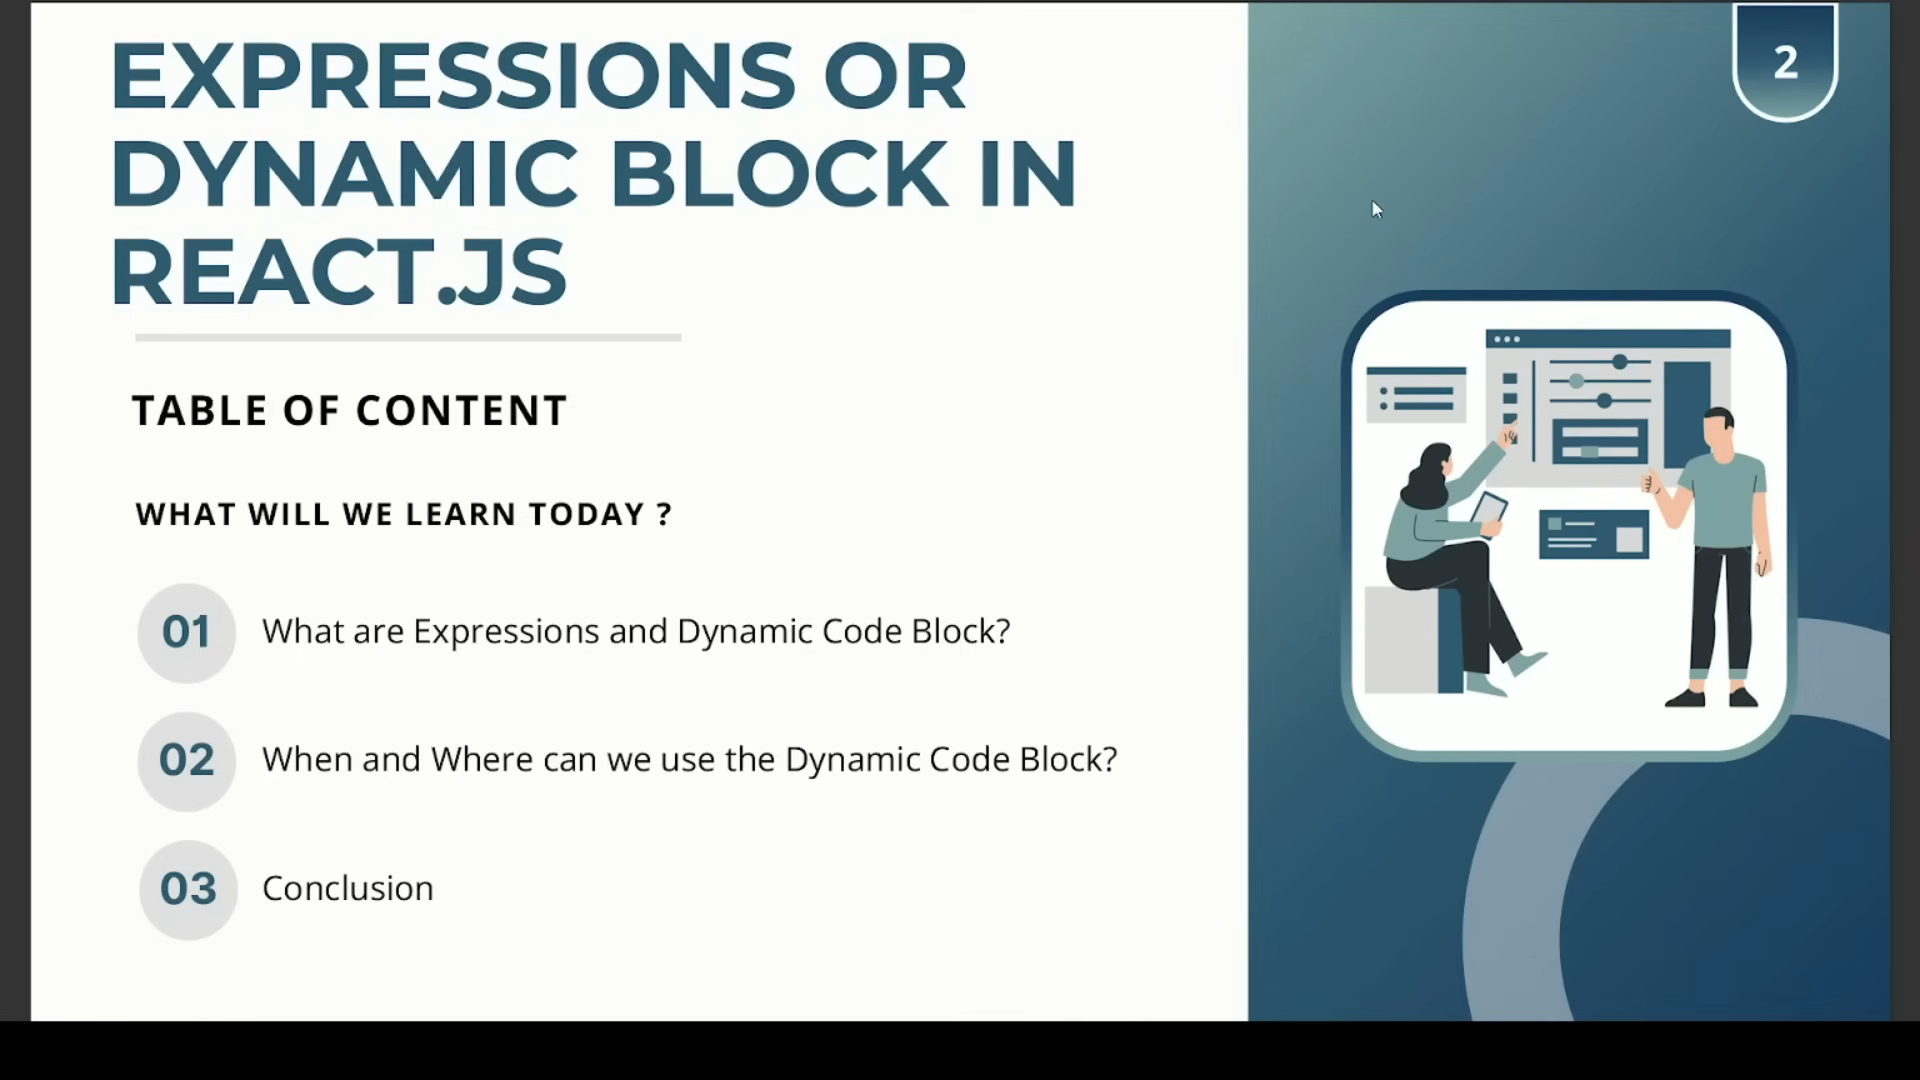 EXPRESSIONS OR
DYNAMIC BLOCK IN
REACT.JS
2
TABLE OF CONTENT
WHAT WILL WE LEARN TODAY ?
01 What are Expressions and Dynamic Code Block?
02 When and Where can we use the Dynamic Code Block?
03 Conclusion